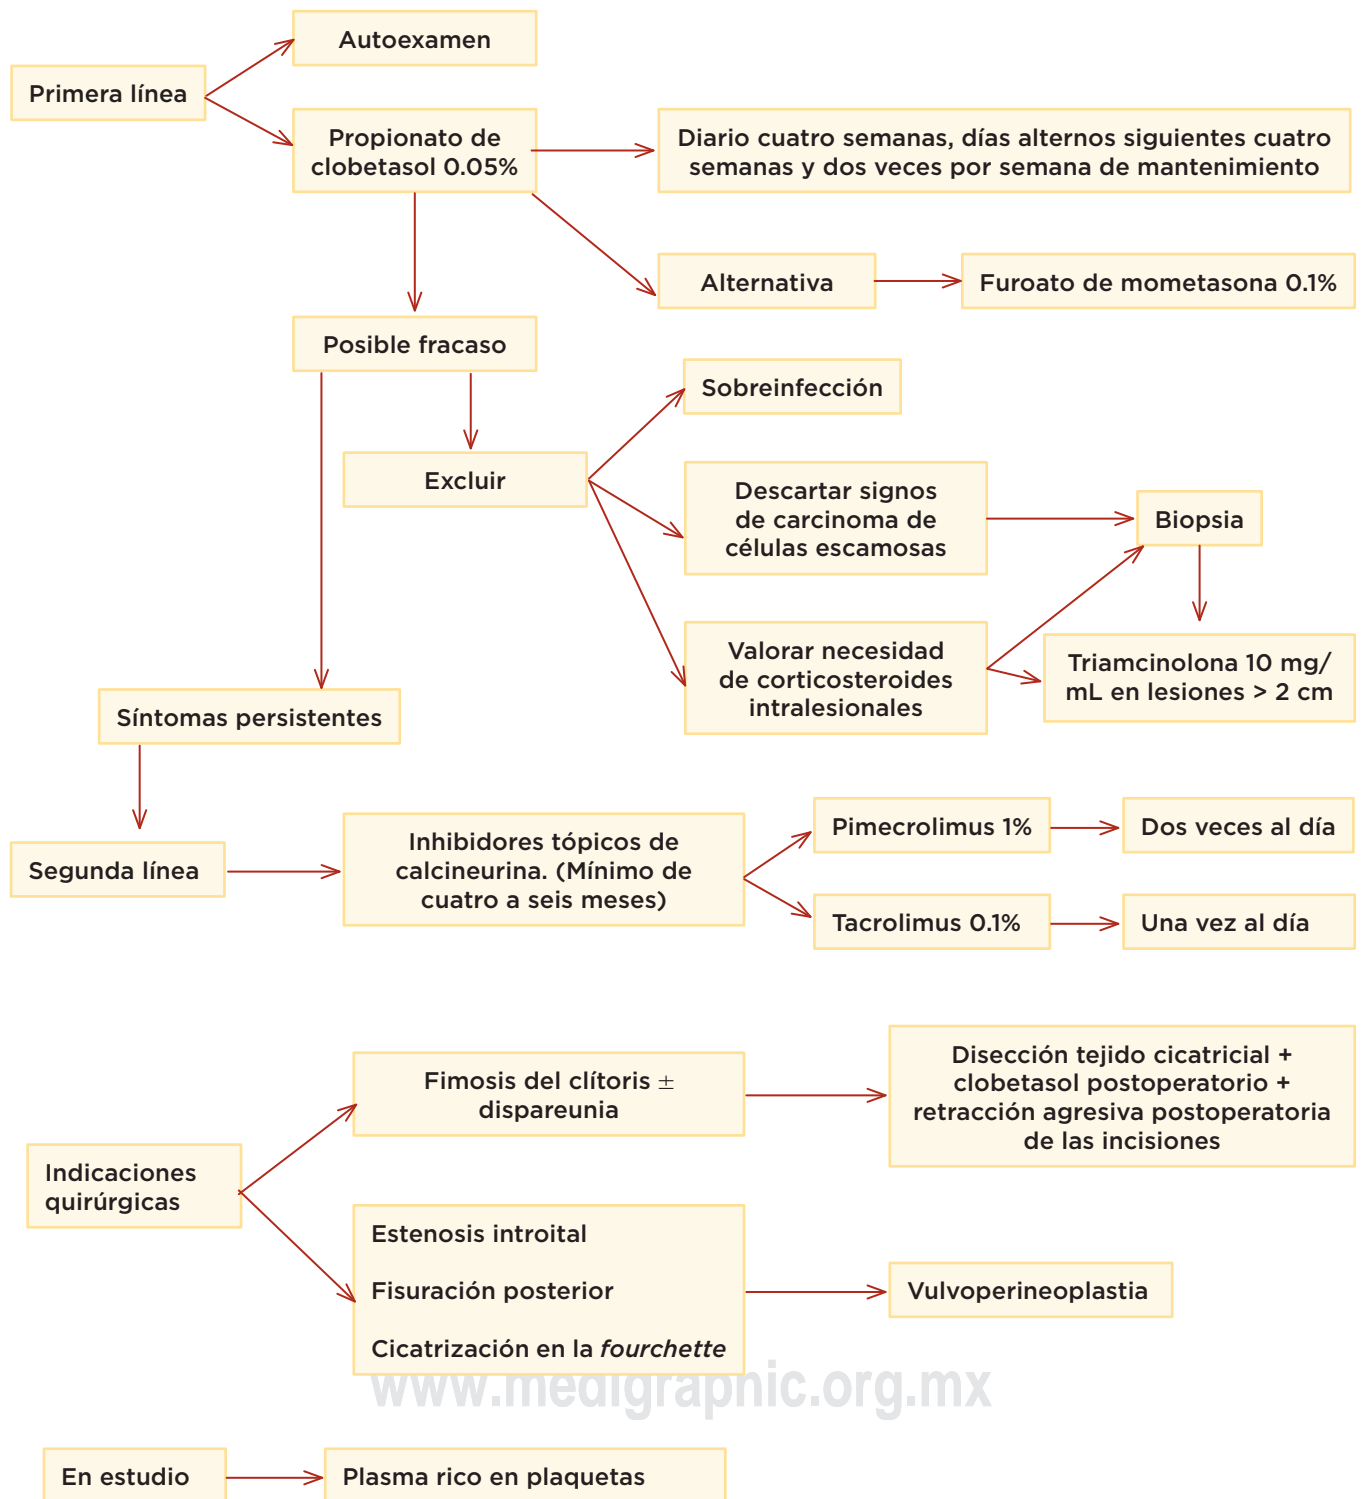 Autoexamen
Primera línea
Propionato de
clobetasol 0.05%
Diario cuatro semanas, días alternos siguientes cuatro
semanas y dos veces por semana de mantenimiento
Alternativa
Furoato de mometasona 0.1%
Posible fracaso
Sobreinfección
Excluir
Descartar signos
de carcinoma de
células escamosas
Biopsia
Valorar necesidad
de corticosteroides
intralesionales
Triamcinolona 10 mg/
mL en lesiones > 2 cm
Síntomas persistentes
Segunda línea
Inhibidores tópicos de
calcineurina. (Mínimo de
cuatro a seis meses)
Pimecrolimus 1%
Dos veces al día
Tacrolimus 0.1%
Una vez al día
Indicaciones
quirúrgicas
Fimosis del clítoris ±
dispareunia
Disección tejido cicatricial +
clobetasol postoperatorio +
retracción agresiva postoperatoria
de las incisiones
Estenosis introital
Fisuración posterior
Cicatrización en la fourchette
Vulvoperineoplastia
www.medigraphic.org.mx
En estudio
Plasma rico en plaquetas